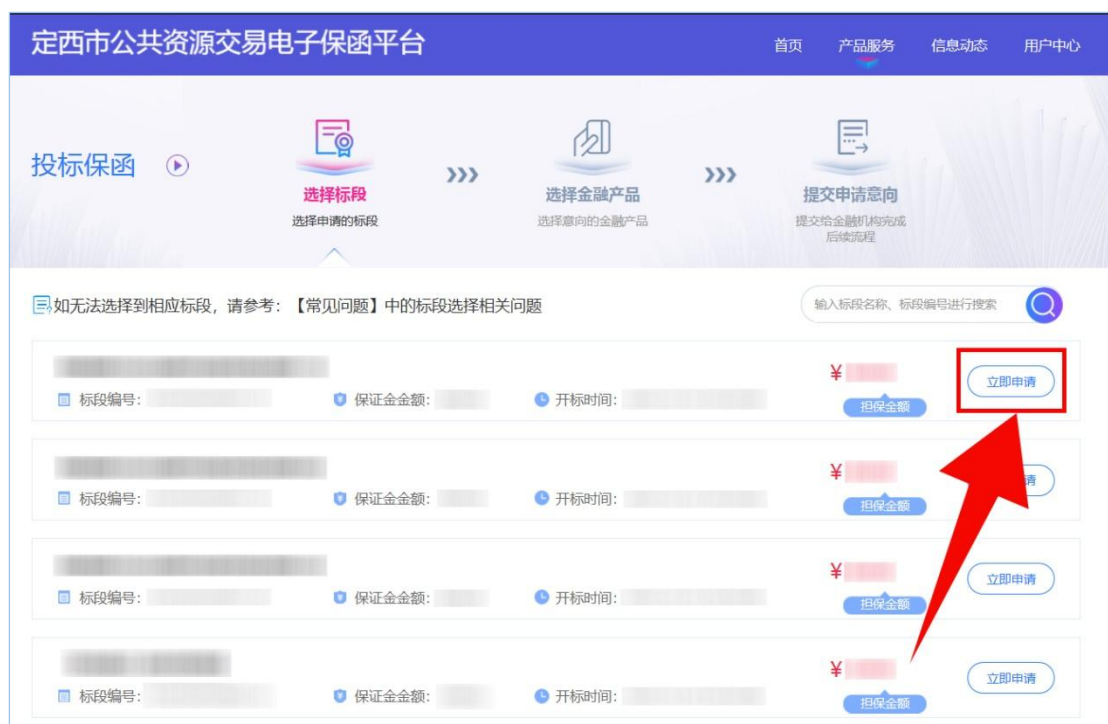 定西市公共资源交易电子保函平台
首页 产品服务 信息动态 用户中心
投标保函
选择标段
选择申请的标段
选择金融产品
选择意向的金融产品
提交申请意向
提交给金融机构完成
后续流程
如无法选择到相应标段，请参考：【常见问题】中的标段选择相关问题
输入标段名称、标段编号进行搜索
标段编号： 保证金金额： 开标时间： ¥ 担保金额 立即申请
标段编号： 保证金金额： 开标时间： ¥ 担保金额 请
标段编号： 保证金金额： 开标时间： ¥ 担保金额 立即申请
标段编号： 保证金金额： 开标时间： ¥ 担保金额 立即申请